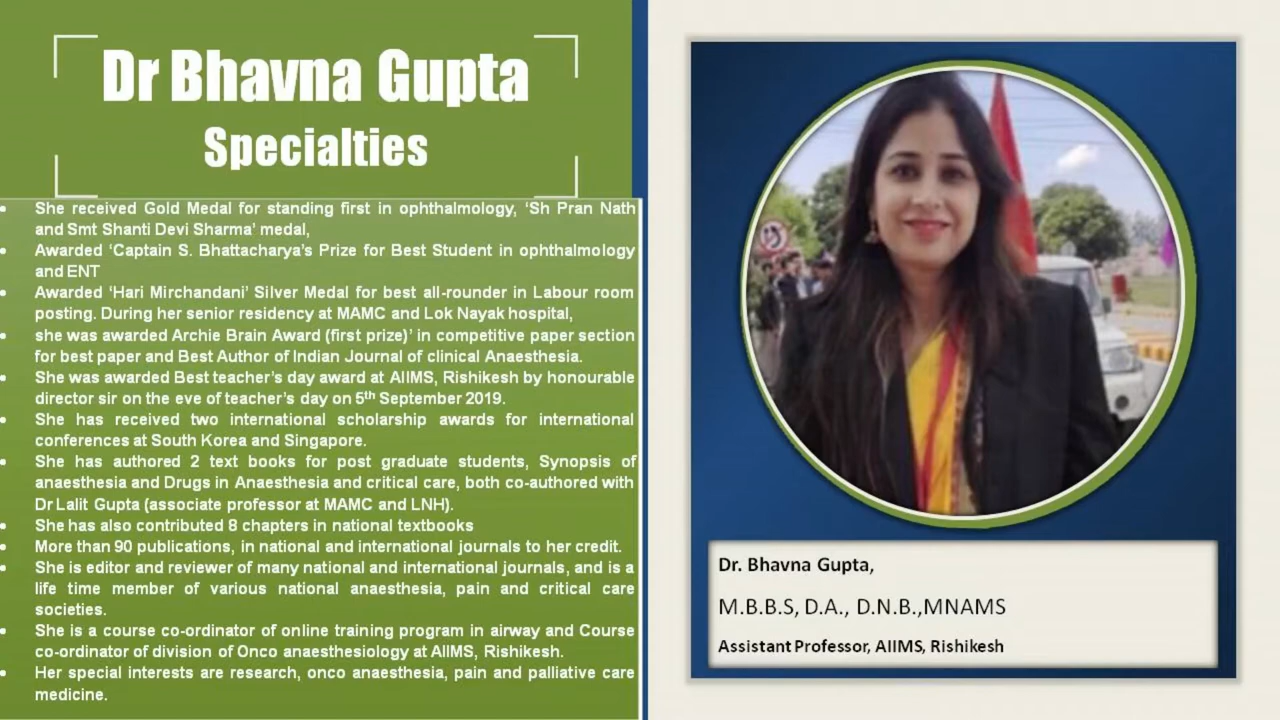 Dr Bhavna Gupta
Specialties
• She received Gold Medal for standing first in ophthalmology, ‘Sh Pran Nath
and Smt Shanti Devi Sharma’ medal,
• Awarded ‘Captain S. Bhattacharya’s Prize for Best Student in ophthalmology
and ENT
• Awarded ‘Hari Mirchandani’ Silver Medal for best all-rounder in Labour room
posting. During her senior residency at MAMC and Lok Nayak hospital,
• she was awarded Archie Brain Award (first prize)’ in competitive paper section
for best paper and Best Author of Indian Journal of clinical Anaesthesia.
• She was awarded Best teacher’s day award at AIIMS, Rishikesh by honourable
director sir on the eve of teacher’s day on 5th September 2019.
• She has received two international scholarship awards for international
conferences at South Korea and Singapore.
• She has authored 2 text books for post graduate students, Synopsis of
anaesthesia and Drugs in Anaesthesia and critical care, both co-authored with
Dr Lalit Gupta (associate professor at MAMC and LNH).
• She has also contributed 8 chapters in national textbooks
• More than 90 publications, in national and international journals to her credit.
• She is editor and reviewer of many national and international journals, and is a
life time member of various national anaesthesia, pain and critical care
societies.
• She is a course co-ordinator of online training program in airway and Course
co-ordinator of division of Onco anaesthesiology at AIIMS, Rishikesh.
• Her special interests are research, onco anaesthesia, pain and palliative care
medicine.
Dr. Bhavna Gupta,
M.B.B.S, D.A., D.N.B.,MNAMS
Assistant Professor, AIIMS, Rishikesh